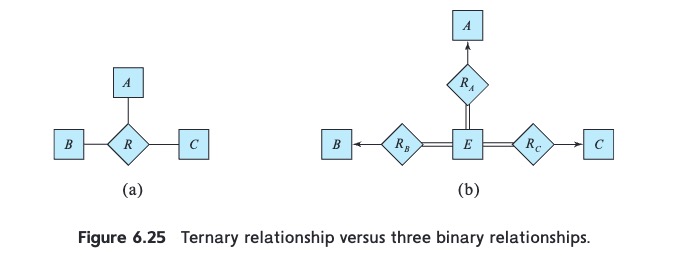 A
A
R_A
B
R
C
B
R_B
E
R_C
C
(a)
(b)
Figure 6.25 Ternary relationship versus three binary relationships.